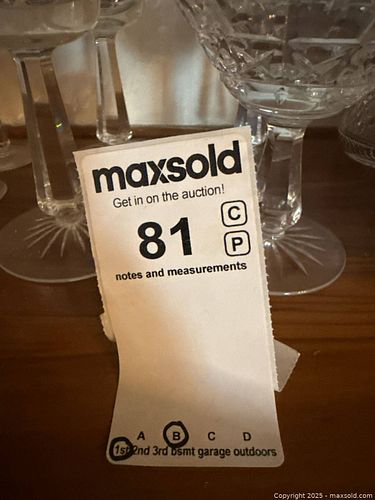 maxsold
Get in on the auction!
81
C
P
notes and measurements
A B C D
1st 2nd 3rd bsmt garage outdoors
Copyright 2025 - maxsold.com